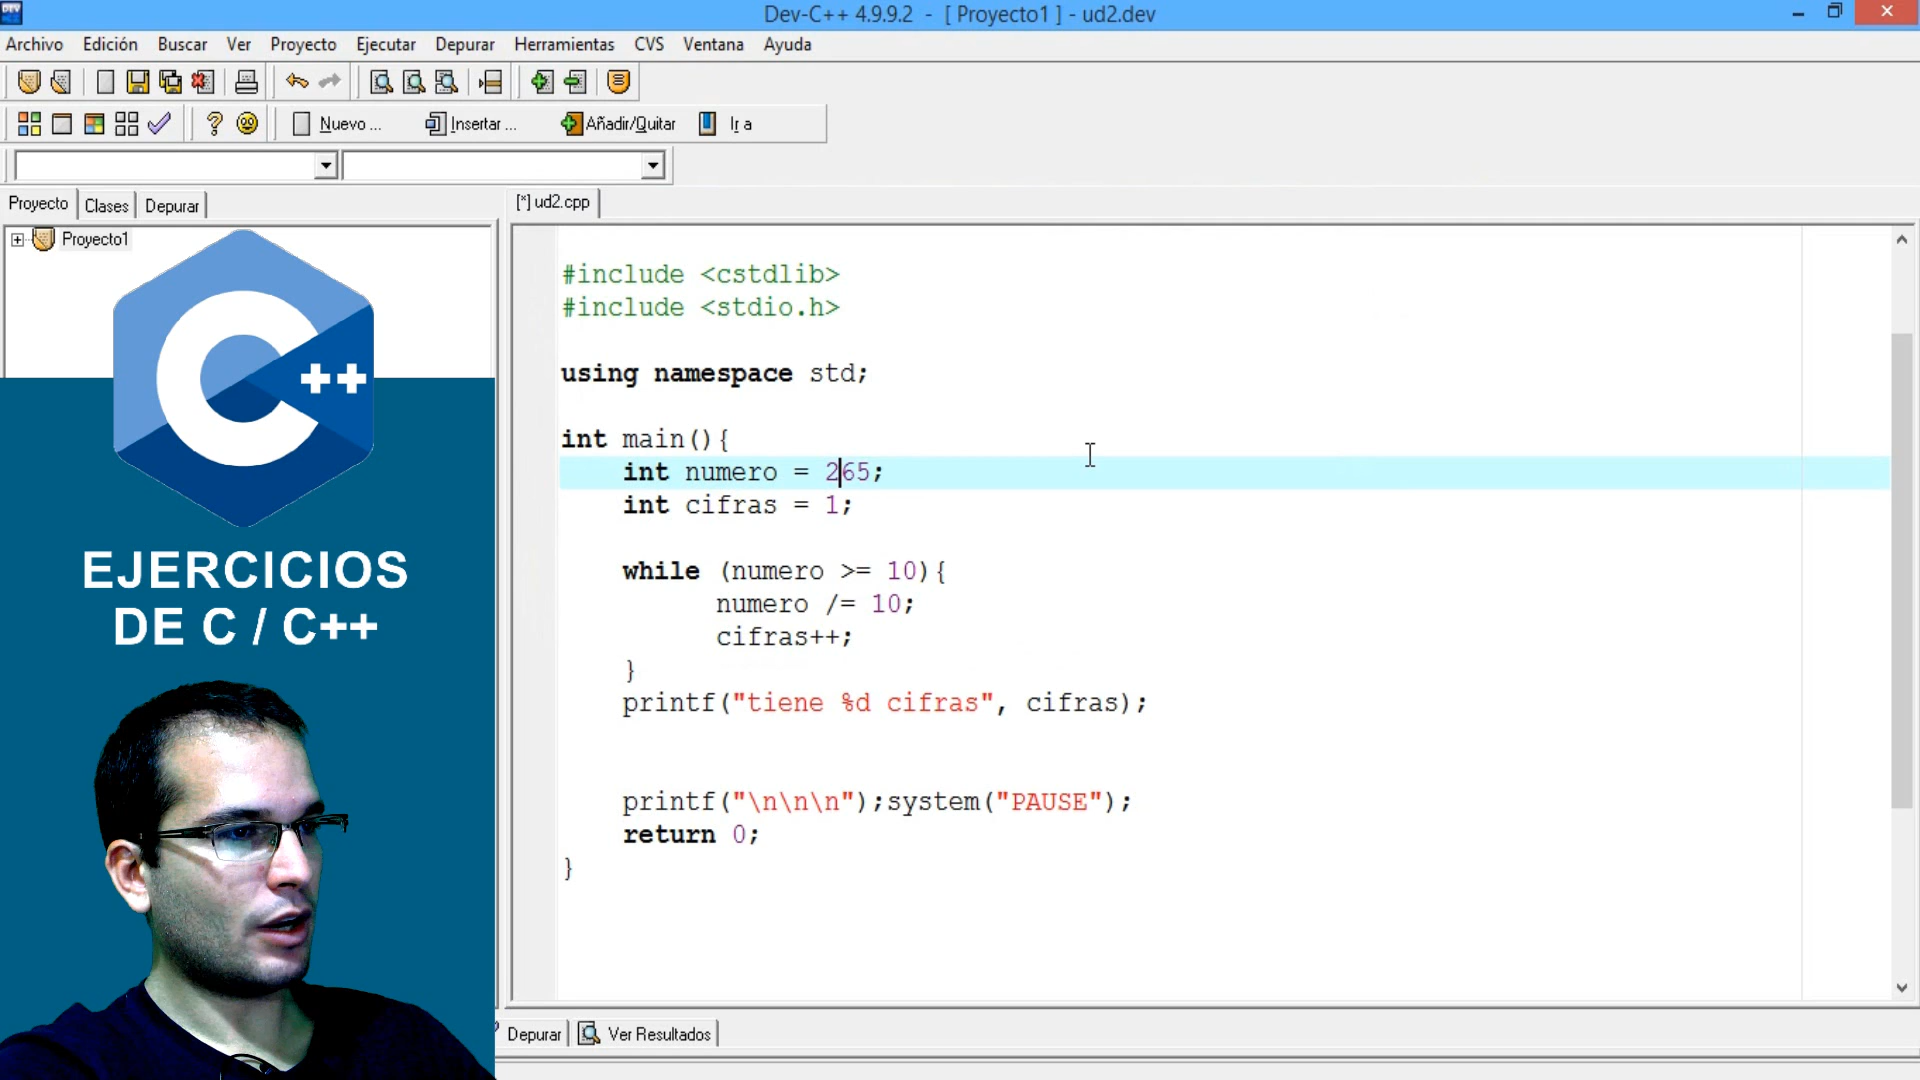 Dev-C++ 4.9.9.2 - [ Proyecto1 ] - ud2.dev
Archivo Edición Buscar Ver Proyecto Ejecutar Depurar Herramientas CVS Ventana Ayuda
Nuevo ... Insertar ... Añadir/Quitar Ir a
Proyecto Clases Depurar
[*] ud2.cpp
Proyecto1
#include <cstdlib>
#include <stdio.h>
using namespace std;
int main(){
int numero = 265;
int cifras = 1;
while (numero >= 10){
numero /= 10;
cifras++;
}
printf("tiene %d cifras", cifras);
printf("\n\n\n");system("PAUSE");
return 0;
}
C++
EJERCICIOS
DE C / C++
Depurar Ver Resultados